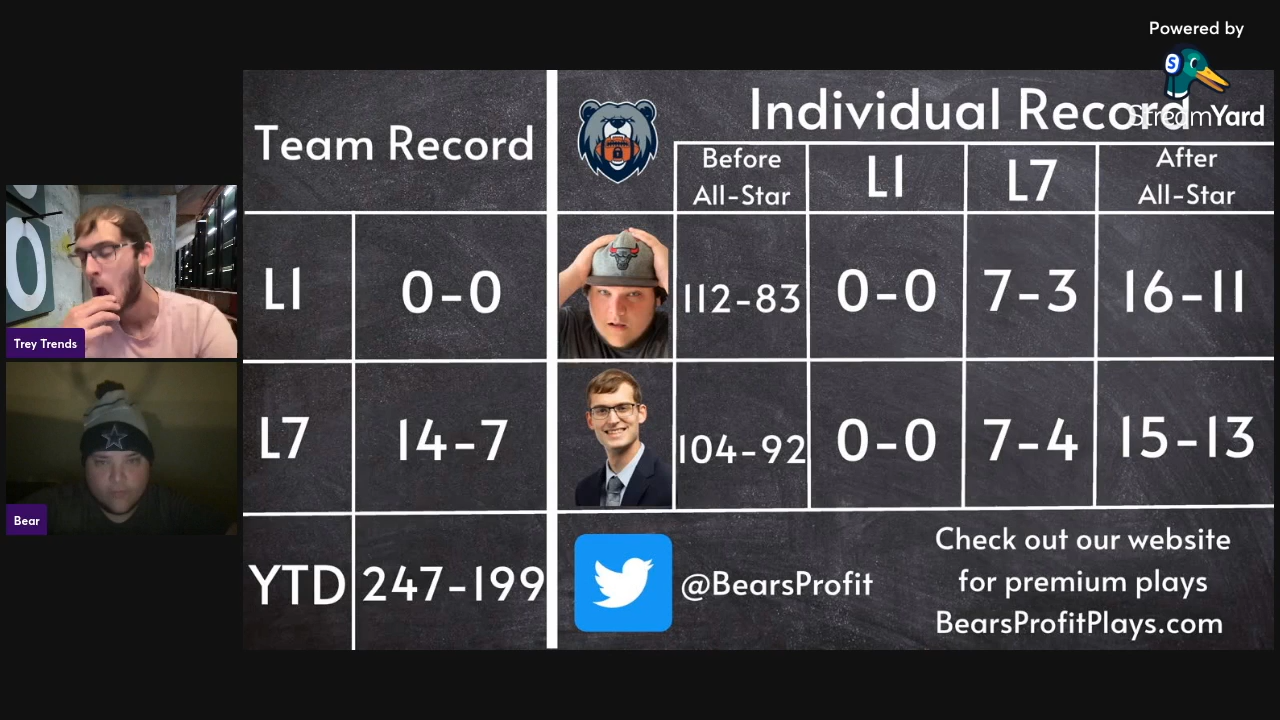 Powered by
StreamYard
Individual Record
Team Record
Before
All-Star
L1
L7
After
All-Star
L1
0-0
112-83
0-0
7-3
16-11
L7
14-7
104-92
0-0
7-4
15-13
YTD
247-199
@BearsProfit
Check out our website
for premium plays
BearsProfitPlays.com
Trey Trends
Bear
S
0